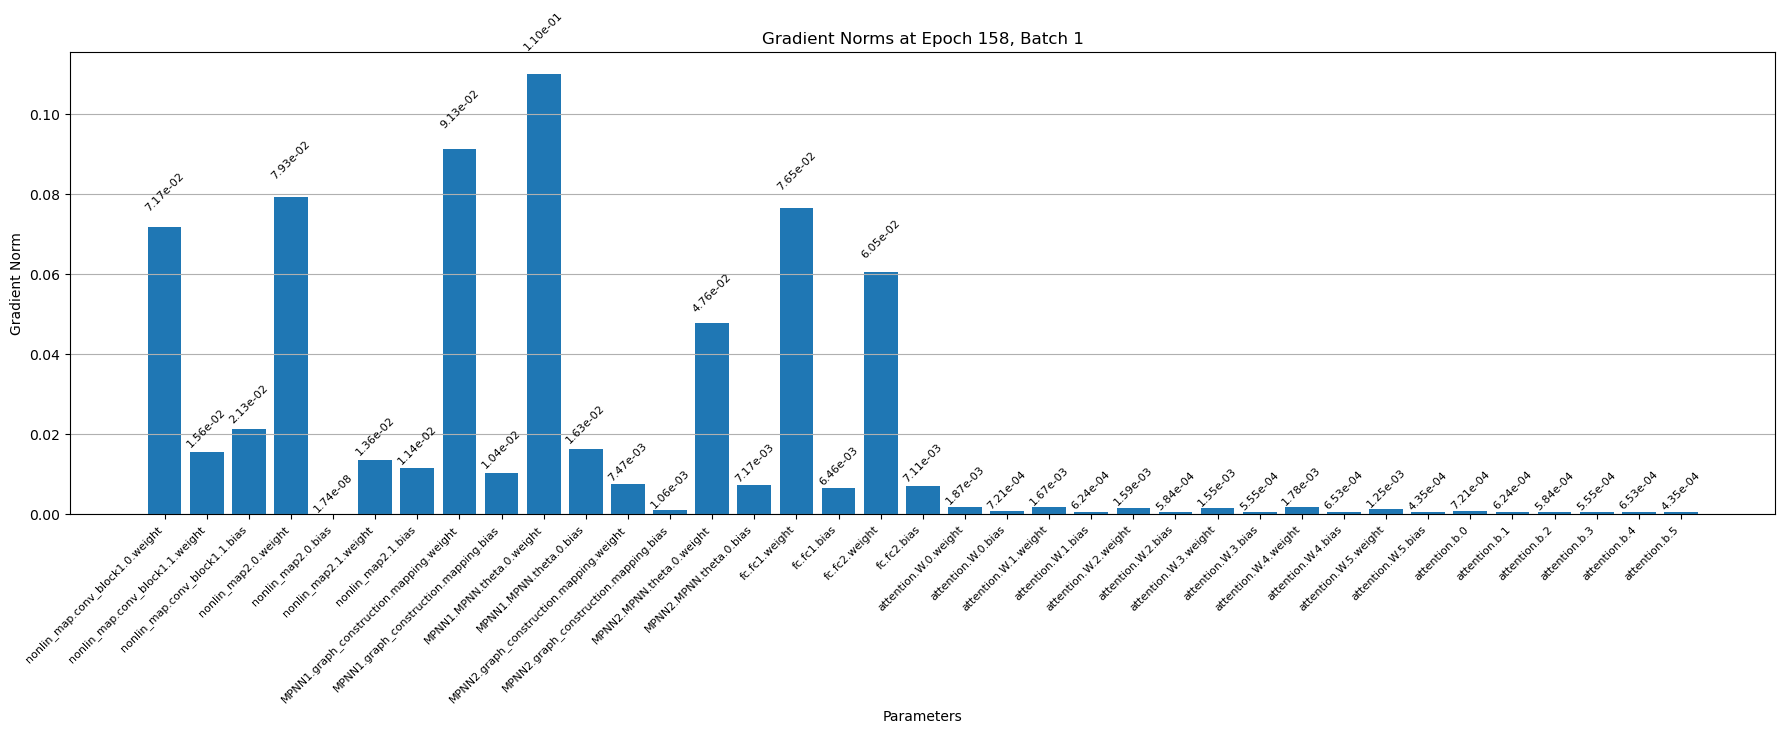 Gradient Norms at Epoch 158, Batch 1
Gradient Norm
0.10
0.08
0.06
0.04
0.02
0.00
7.17e-02
1.56e-02
2.13e-02
7.93e-02
1.74e-08
1.36e-02
1.14e-02
9.13e-02
1.04e-02
1.10e-01
1.63e-02
7.47e-03
1.06e-03
4.76e-02
7.17e-03
7.65e-02
6.46e-03
6.05e-02
7.11e-03
1.87e-03
7.21e-04
1.67e-03
6.24e-04
1.59e-03
5.84e-04
1.55e-03
5.55e-04
1.78e-03
6.53e-04
1.25e-03
4.35e-04
7.21e-04
6.24e-04
5.84e-04
5.55e-04
6.53e-04
4.35e-04
nonlin_map.conv_block1.0.weight
nonlin_map.conv_block1.1.weight
nonlin_map.conv_block1.1.bias
nonlin_map2.0.weight
nonlin_map2.0.bias
nonlin_map2.1.weight
nonlin_map2.1.bias
MPNN1.graph_construction.mapping.weight
MPNN1.graph_construction.mapping.bias
MPNN1.MPNN.theta.0.weight
MPNN1.MPNN.theta.0.bias
MPNN2.graph_construction.mapping.weight
MPNN2.graph_construction.mapping.bias
MPNN2.MPNN.theta.0.weight
MPNN2.MPNN.theta.0.bias
fc.fc1.weight
fc.fc1.bias
fc.fc2.weight
fc.fc2.bias
attention.W.0.weight
attention.W.0.bias
attention.W.1.weight
attention.W.1.bias
attention.W.2.weight
attention.W.2.bias
attention.W.3.weight
attention.W.3.bias
attention.W.4.weight
attention.W.4.bias
attention.W.5.weight
attention.W.5.bias
attention.b.0
attention.b.1
attention.b.2
attention.b.3
attention.b.4
attention.b.5
Parameters